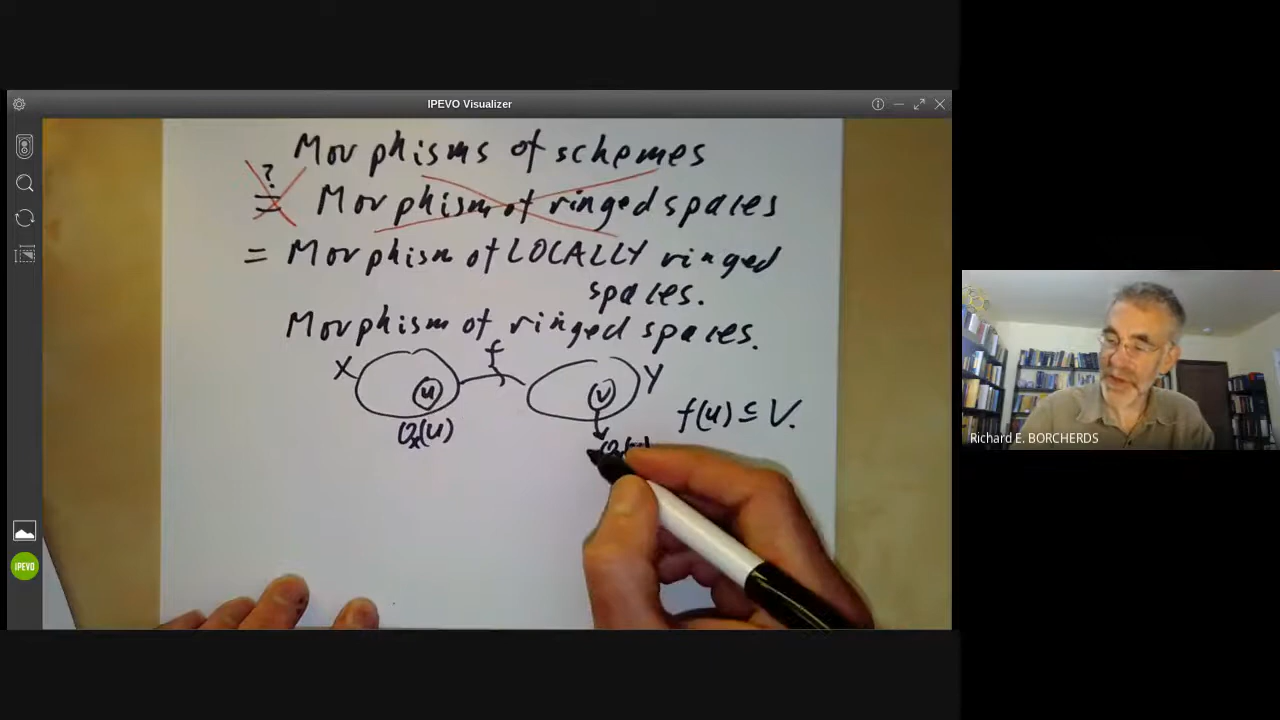 IPEVO Visualizer
Morphisms of schemes
?
= Morphism of ringed spaces
= Morphism of LOCALLY ringed
spaces.
Morphism of ringed spaces.
X f Y
u v
f(u) ⊆ V.
O_X(U)
Richard E. BORCHERDS
IPEVO